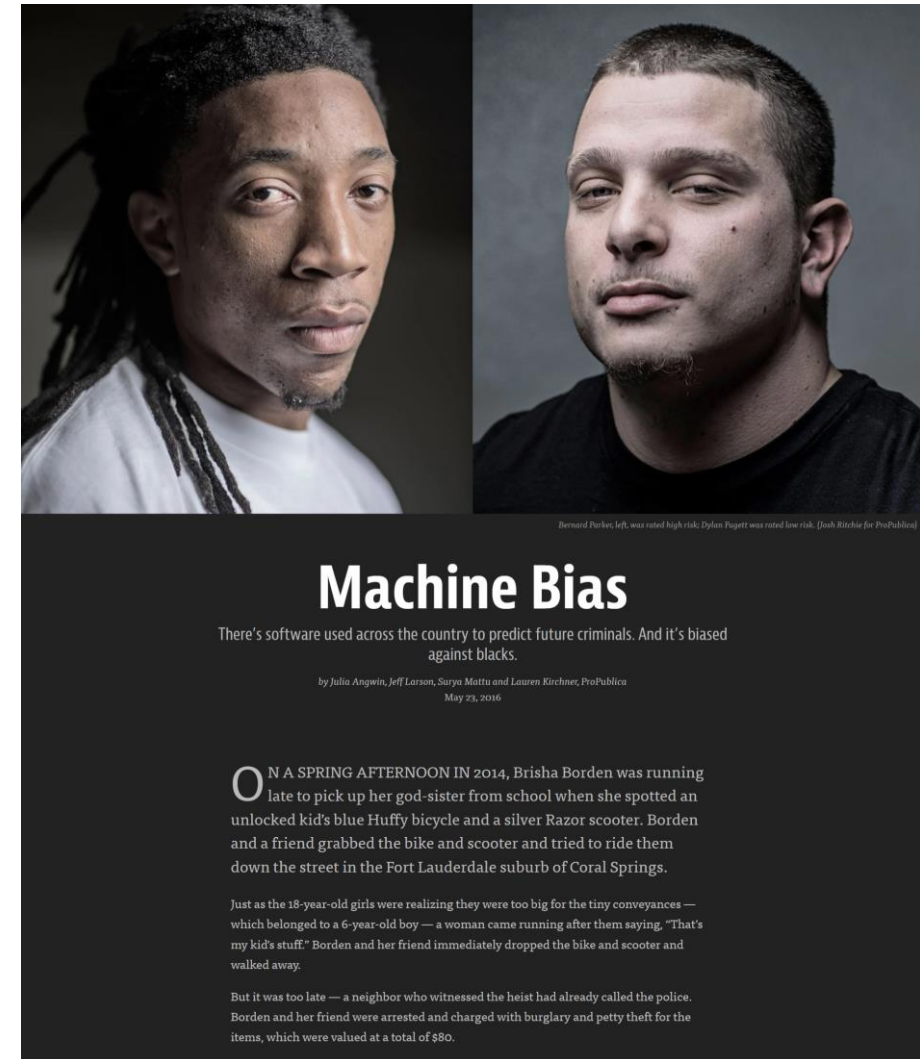 Bernard Parker, left, was rated high risk; Dylan Fugett was rated low risk. (Josh Ritchie for ProPublica)
Machine Bias
There's software used across the country to predict future criminals. And it's biased
against blacks.
by Julia Angwin, Jeff Larson, Surya Mattu and Lauren Kirchner, ProPublica
May 23, 2016
ON A SPRING AFTERNOON IN 2014, Brisha Borden was running
late to pick up her god-sister from school when she spotted an
unlocked kid's blue Huffy bicycle and a silver Razor scooter. Borden
and a friend grabbed the bike and scooter and tried to ride them
down the street in the Fort Lauderdale suburb of Coral Springs.
Just as the 18-year-old girls were realizing they were too big for the tiny conveyances —
which belonged to a 6-year-old boy — a woman came running after them saying, "That's
my kid's stuff." Borden and her friend immediately dropped the bike and scooter and
walked away.
But it was too late — a neighbor who witnessed the heist had already called the police.
Borden and her friend were arrested and charged with burglary and petty theft for the
items, which were valued at a total of $80.